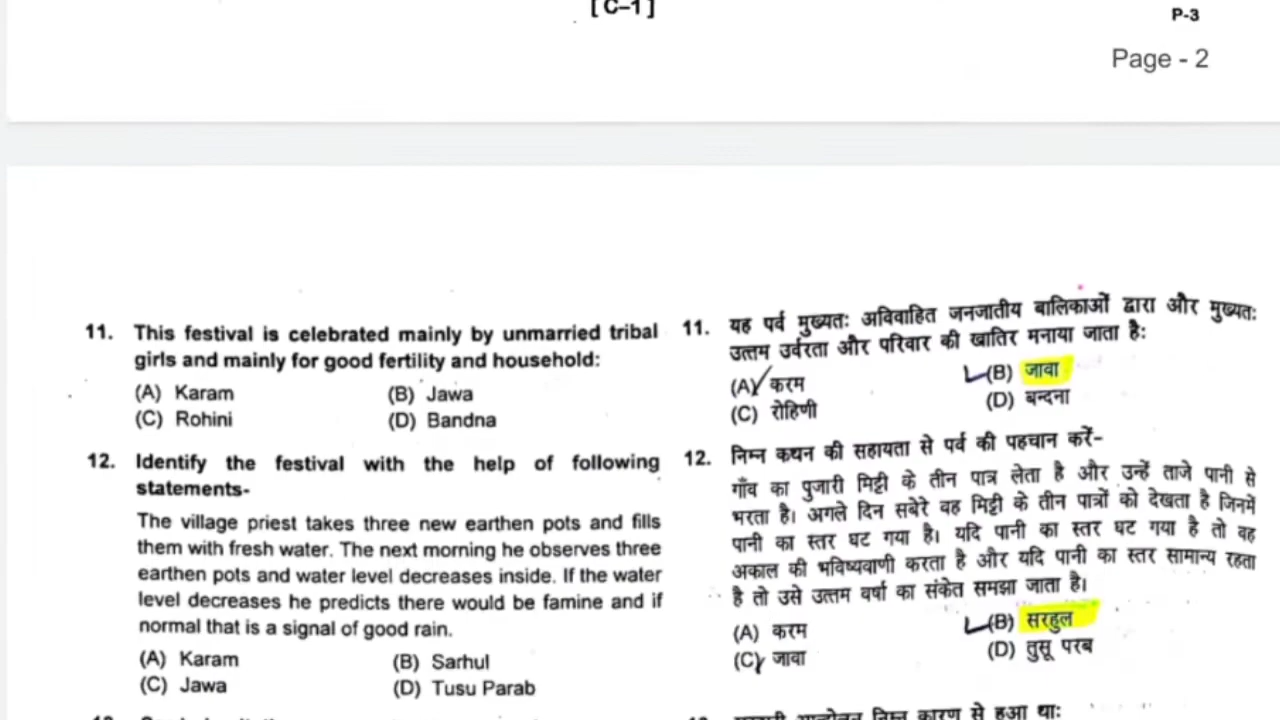 [C–1]
P-3
Page - 2
11. This festival is celebrated mainly by unmarried tribal
girls and mainly for good fertility and household:
(A) Karam (B) Jawa
(C) Rohini (D) Bandna
12. Identify the festival with the help of following
statements-
The village priest takes three new earthen pots and fills
them with fresh water. The next morning he observes three
earthen pots and water level decreases inside. If the water
level decreases he predicts there would be famine and if
normal that is a signal of good rain.
(A) Karam (B) Sarhul
(C) Jawa (D) Tusu Parab
11. यह पर्व मुख्यतः अविवाहित जनजातीय बालिकाओं द्वारा और मुख्यतः
उत्तम उर्वरता और परिवार की खातिर मनाया जाता है:
(A) करम (B) जावा
(C) रोहिणी (D) बन्दना
12. निम्न कथन की सहायता से पर्व की पहचान करें-
गाँव का पुजारी मिट्टी के तीन पात्र लेता है और उन्हें ताजे पानी से
भरता है। अगले दिन सबेरे वह मिट्टी के तीन पात्रों को देखता है जिनमें
पानी का स्तर घट गया है। यदि पानी का स्तर घट गया है तो वह
अकाल की भविष्यवाणी करता है और यदि पानी का स्तर सामान्य रहता
है तो उसे उत्तम वर्षा का संकेत समझा जाता है।
(A) करम (B) सरहुल
(C) जावा (D) तुसू परब
आन्दोलन निम्न कारण से हुआ था: